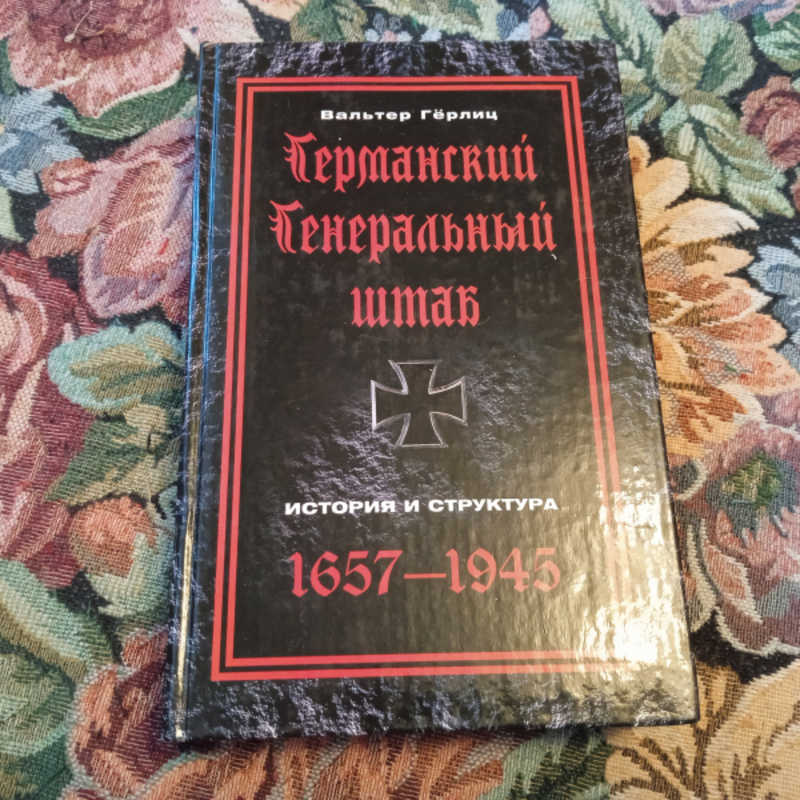 Вальтер Гёрлиц
Германский
Генеральный
штаб
ИСТОРИЯ И СТРУКТУРА
1657—1945